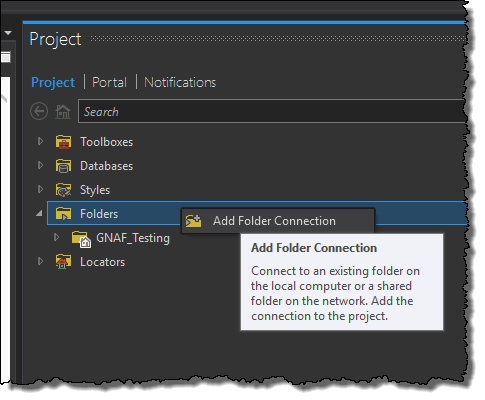 Project
Project | Portal | Notifications
Search
Toolboxes
Databases
Styles
Folders
Add Folder Connection
GNAF_Testing
Add Folder Connection
Connect to an existing folder on
the local computer or a shared
folder on the network. Add the
connection to the project.
Locators